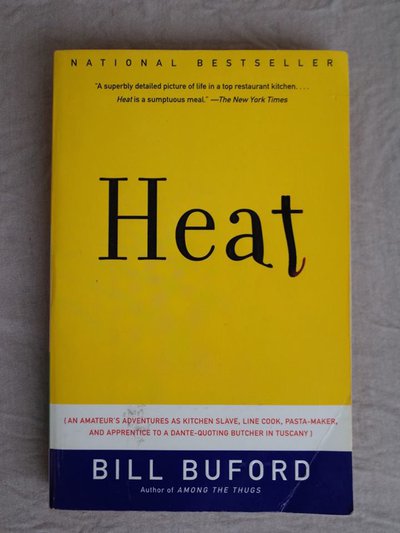 NATIONAL BESTSELLER
"A superbly detailed picture of life in a top restaurant kitchen. . . .
Heat is a sumptuous meal." —The New York Times
Heat
( AN AMATEUR'S ADVENTURES AS KITCHEN SLAVE, LINE COOK, PASTA-MAKER,
AND APPRENTICE TO A DANTE-QUOTING BUTCHER IN TUSCANY )
BILL BUFORD
Author of AMONG THE THUGS